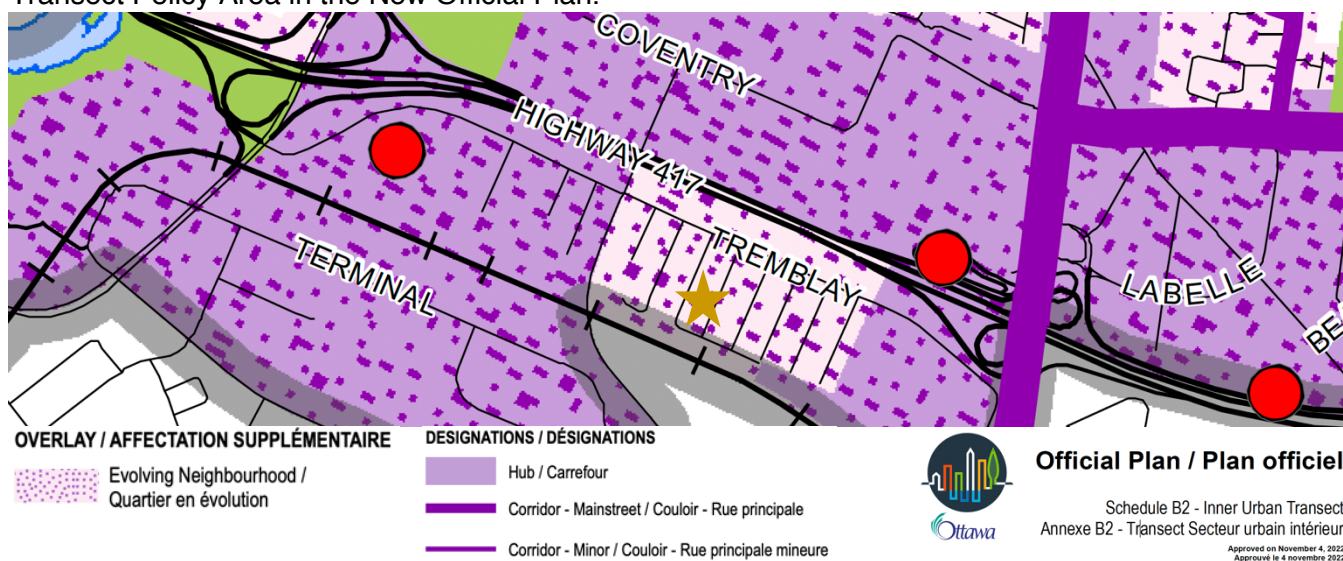 Transect Policy Area in the New Official Plan.
COVENTRY
HIGHWAY 417
TREMBLAY
TERMINAL
LABELLE
BE
OVERLAY / AFFECTATION SUPPLÉMENTAIRE
Evolving Neighbourhood /
Quartier en évolution
DESIGNATIONS / DÉSIGNATIONS
Hub / Carrefour
Corridor - Mainstreet / Couloir - Rue principale
Corridor - Minor / Couloir - Rue principale mineure
Ottawa
Official Plan / Plan officiel
Schedule B2 - Inner Urban Transect
Annexe B2 - Transect Secteur urbain intérieur
Approved on November 4, 2022
Approuvé le 4 novembre 2022